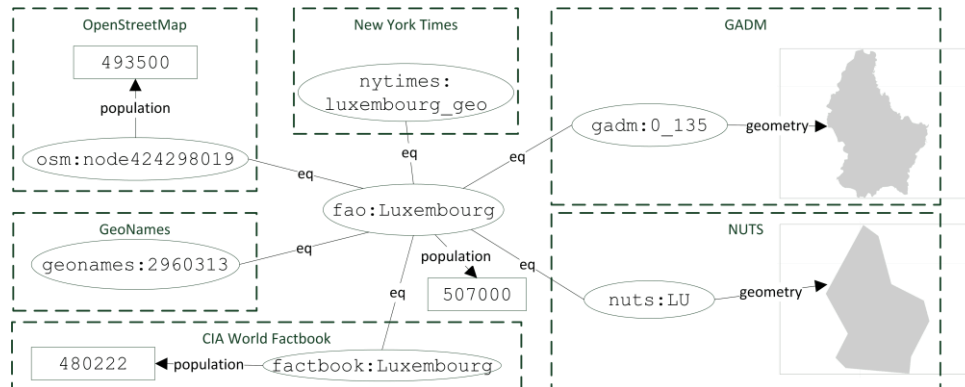 OpenStreetMap
493500
population
osm:node424298019
eq
New York Times
nytimes:
luxembourg_geo
eq
GADM
gadm:0_135
geometry
eq
fao:Luxembourg
population
507000
GeoNames
geonames:2960313
eq
NUTS
nuts:LU
geometry
eq
CIA World Factbook
480222
population
factbook:Luxembourg
eq